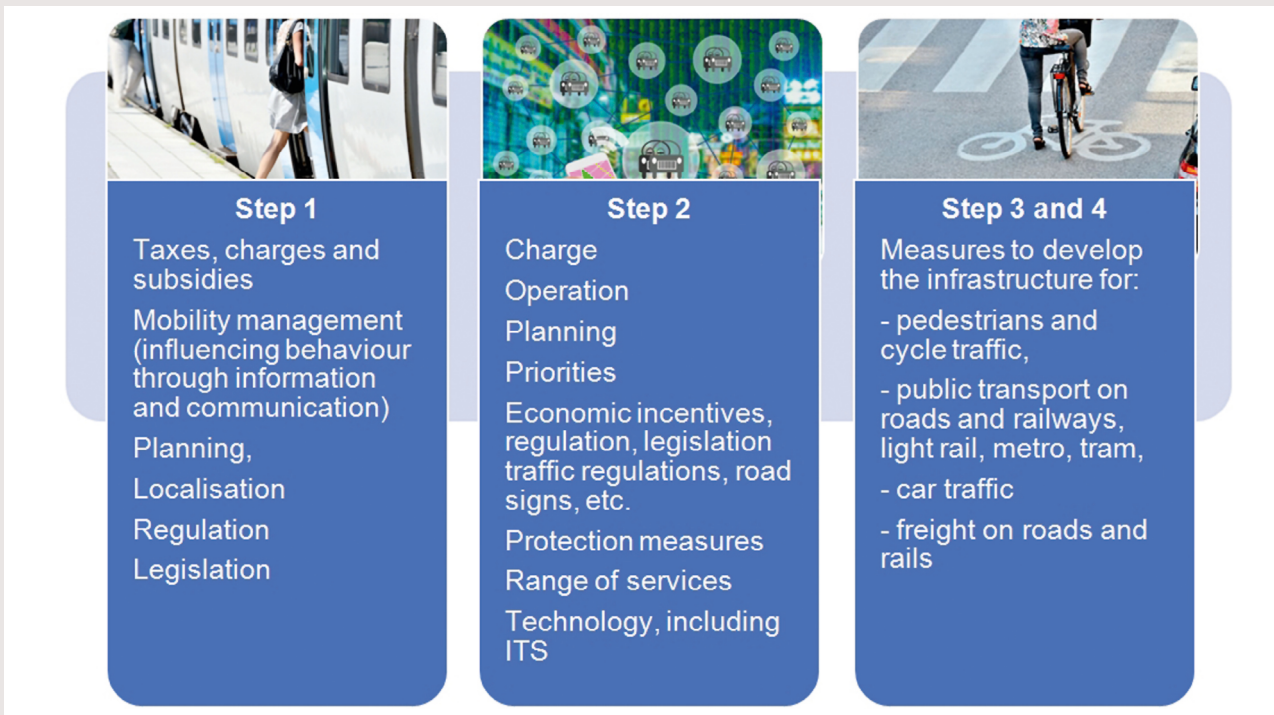 Step 1
Taxes, charges and
subsidies
Mobility management
(influencing behaviour
through information
and communication)
Planning,
Localisation
Regulation
Legislation
Step 2
Charge
Operation
Planning
Priorities
Economic incentives,
regulation, legislation
traffic regulations, road
signs, etc.
Protection measures
Range of services
Technology, including
ITS
Step 3 and 4
Measures to develop
the infrastructure for:
- pedestrians and
cycle traffic,
- public transport on
roads and railways,
light rail, metro, tram,
- car traffic
- freight on roads and
rails